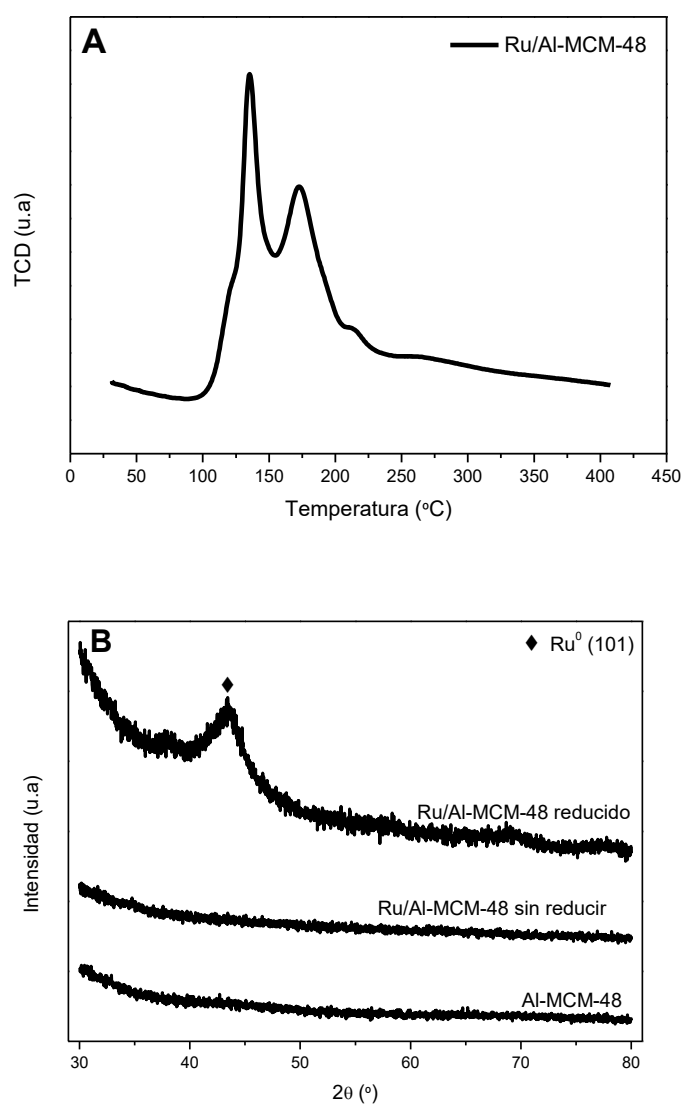 A
Ru/Al-MCM-48
TCD (u.a)
0 50 100 150 200 250 300 350 400 450
Temperatura (ºC)
B
♦ Ru⁰ (101)
Intensidad (u.a)
Ru/Al-MCM-48 reducido
Ru/Al-MCM-48 sin reducir
Al-MCM-48
30 40 50 60 70 80
2θ (º)